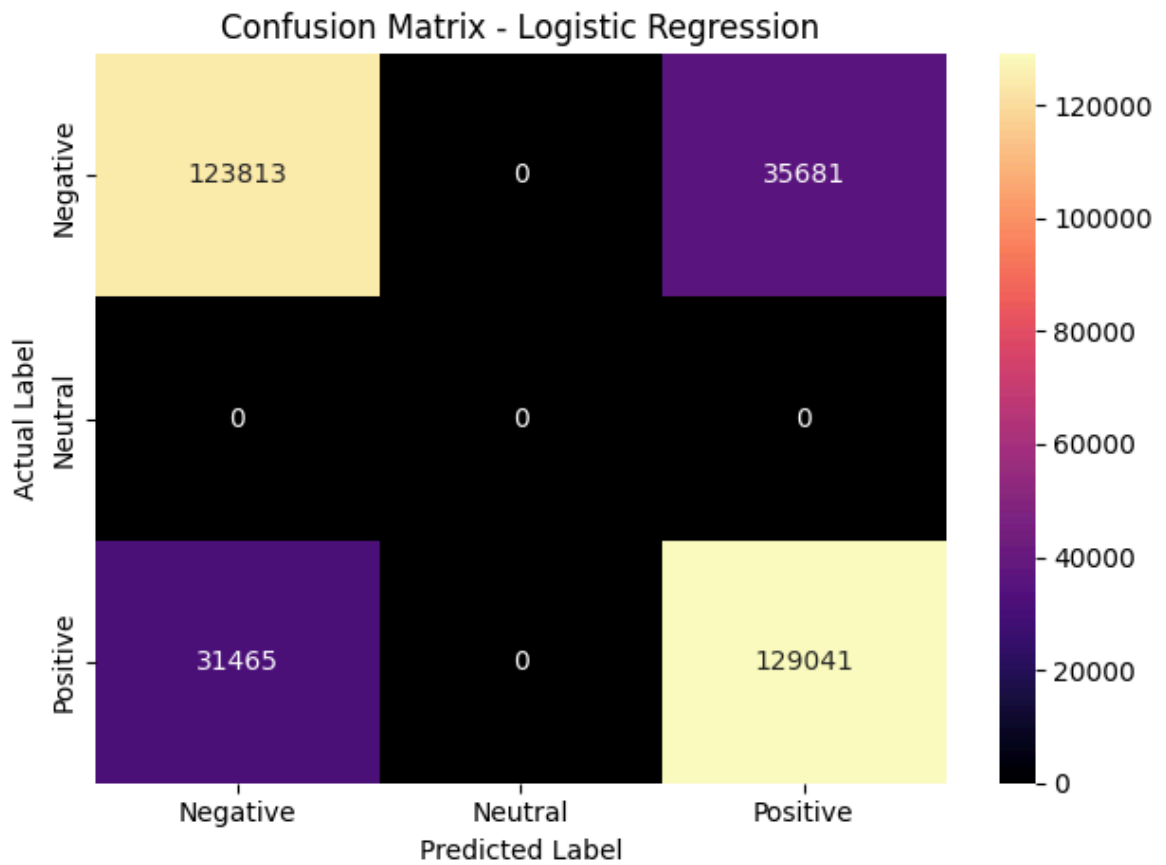 Confusion Matrix - Logistic Regression
Negative
123813 0 35681
Neutral
0 0 0
Positive
31465 0 129041
Actual Label
Negative Neutral Positive
Predicted Label
120000
100000
80000
60000
40000
20000
0